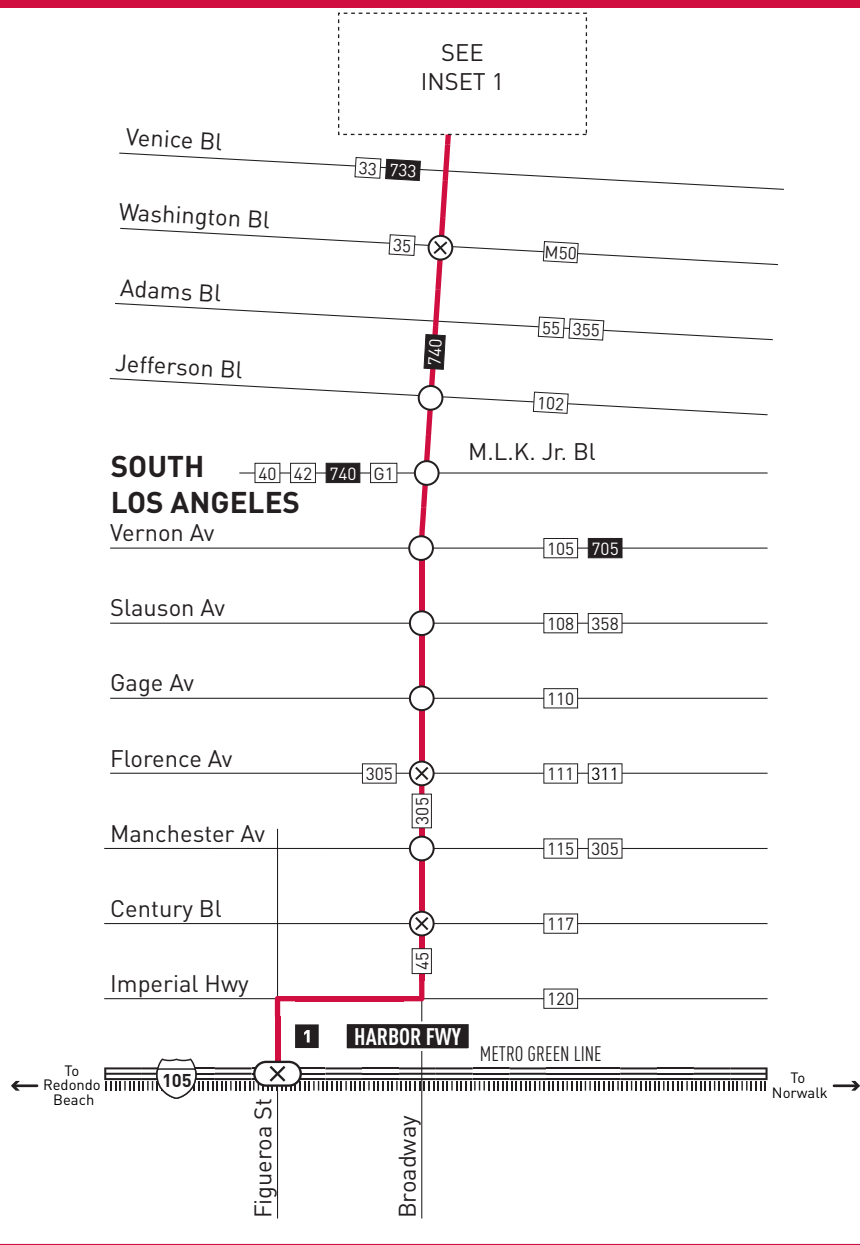 SEE
INSET 1
Venice Bl
33 733
Washington Bl
35 M50
Adams Bl
55 355
740
Jefferson Bl
102
M.L.K. Jr. Bl
SOUTH
LOS ANGELES
40 42 740 G1
Vernon Av
105 705
Slauson Av
108 358
Gage Av
110
Florence Av
305 111 311
305
Manchester Av
115 305
Century Bl
117
45
Imperial Hwy
120
1 HARBOR FWY
METRO GREEN LINE
To
Redondo
Beach
105
To
Norwalk
Figueroa St
Broadway